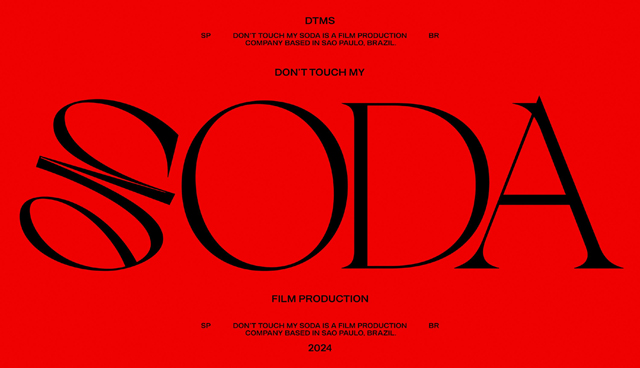 DTMS
SP DON'T TOUCH MY SODA IS A FILM PRODUCTION BR
COMPANY BASED IN SAO PAULO, BRAZIL.
DON'T TOUCH MY
SODA
FILM PRODUCTION
SP DON'T TOUCH MY SODA IS A FILM PRODUCTION BR
COMPANY BASED IN SAO PAULO, BRAZIL.
2024